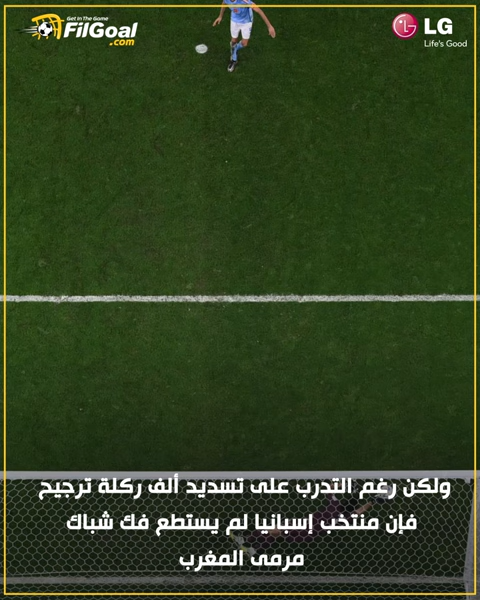 Get In The Game
FilGoal
.com
LG
Life's Good
ولكن رغم التدرب على تسديد ألف ركلة ترجيح
فإن منتخب إسبانيا لم يستطع فك شباك
مرمى المغرب